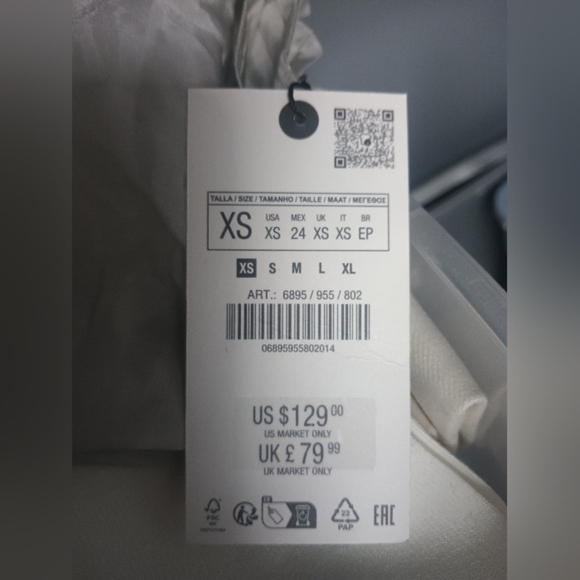 TALLA / SIZE / TAMANHO / TAILLE / MAAT / ΜΕΓΕΘΟΣ
XS
USA MEX UK IT BR
XS 24 XS XS EP
XS S M L XL
ART.: 6895 / 955 / 802
06895955802014
US $129 00
US MARKET ONLY
UK £ 79 99
UK MARKET ONLY
FSC
22
PAP
EAC